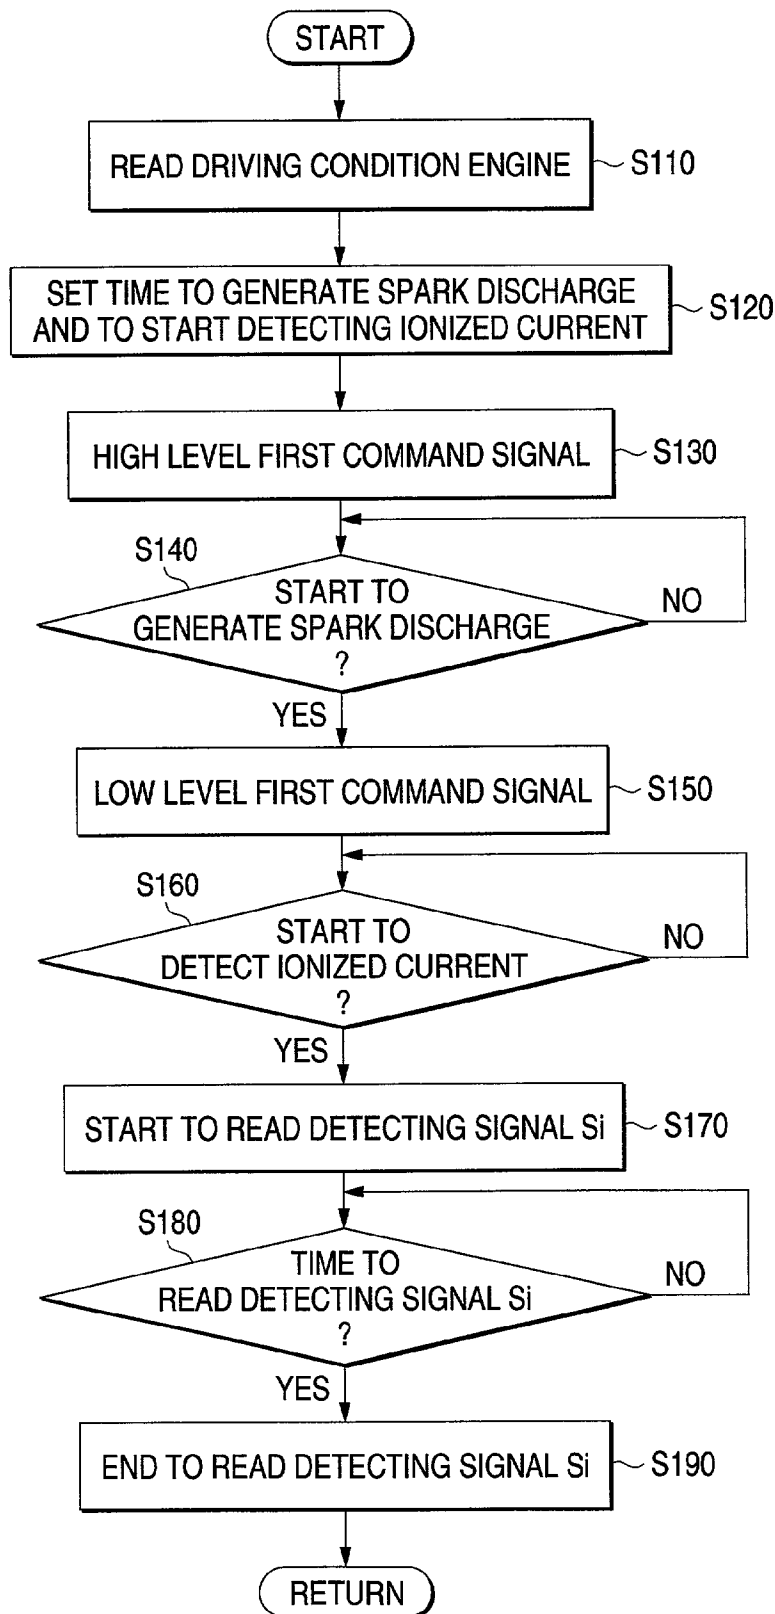 START
READ DRIVING CONDITION ENGINE
S110
SET TIME TO GENERATE SPARK DISCHARGE
AND TO START DETECTING IONIZED CURRENT
S120
HIGH LEVEL FIRST COMMAND SIGNAL
S130
S140
START TO
GENERATE SPARK DISCHARGE
?
NO
YES
LOW LEVEL FIRST COMMAND SIGNAL
S150
S160
START TO
DETECT IONIZED CURRENT
?
NO
YES
START TO READ DETECTING SIGNAL Si
S170
S180
TIME TO
READ DETECTING SIGNAL Si
?
NO
YES
END TO READ DETECTING SIGNAL Si
S190
RETURN